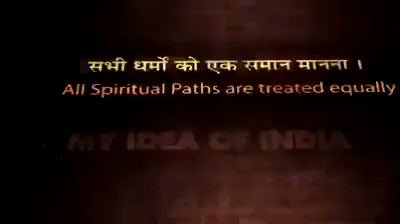 सभी धर्मो को एक समान मानना ।
All Spiritual Paths are treated equally
MY IDEA OF INDIA